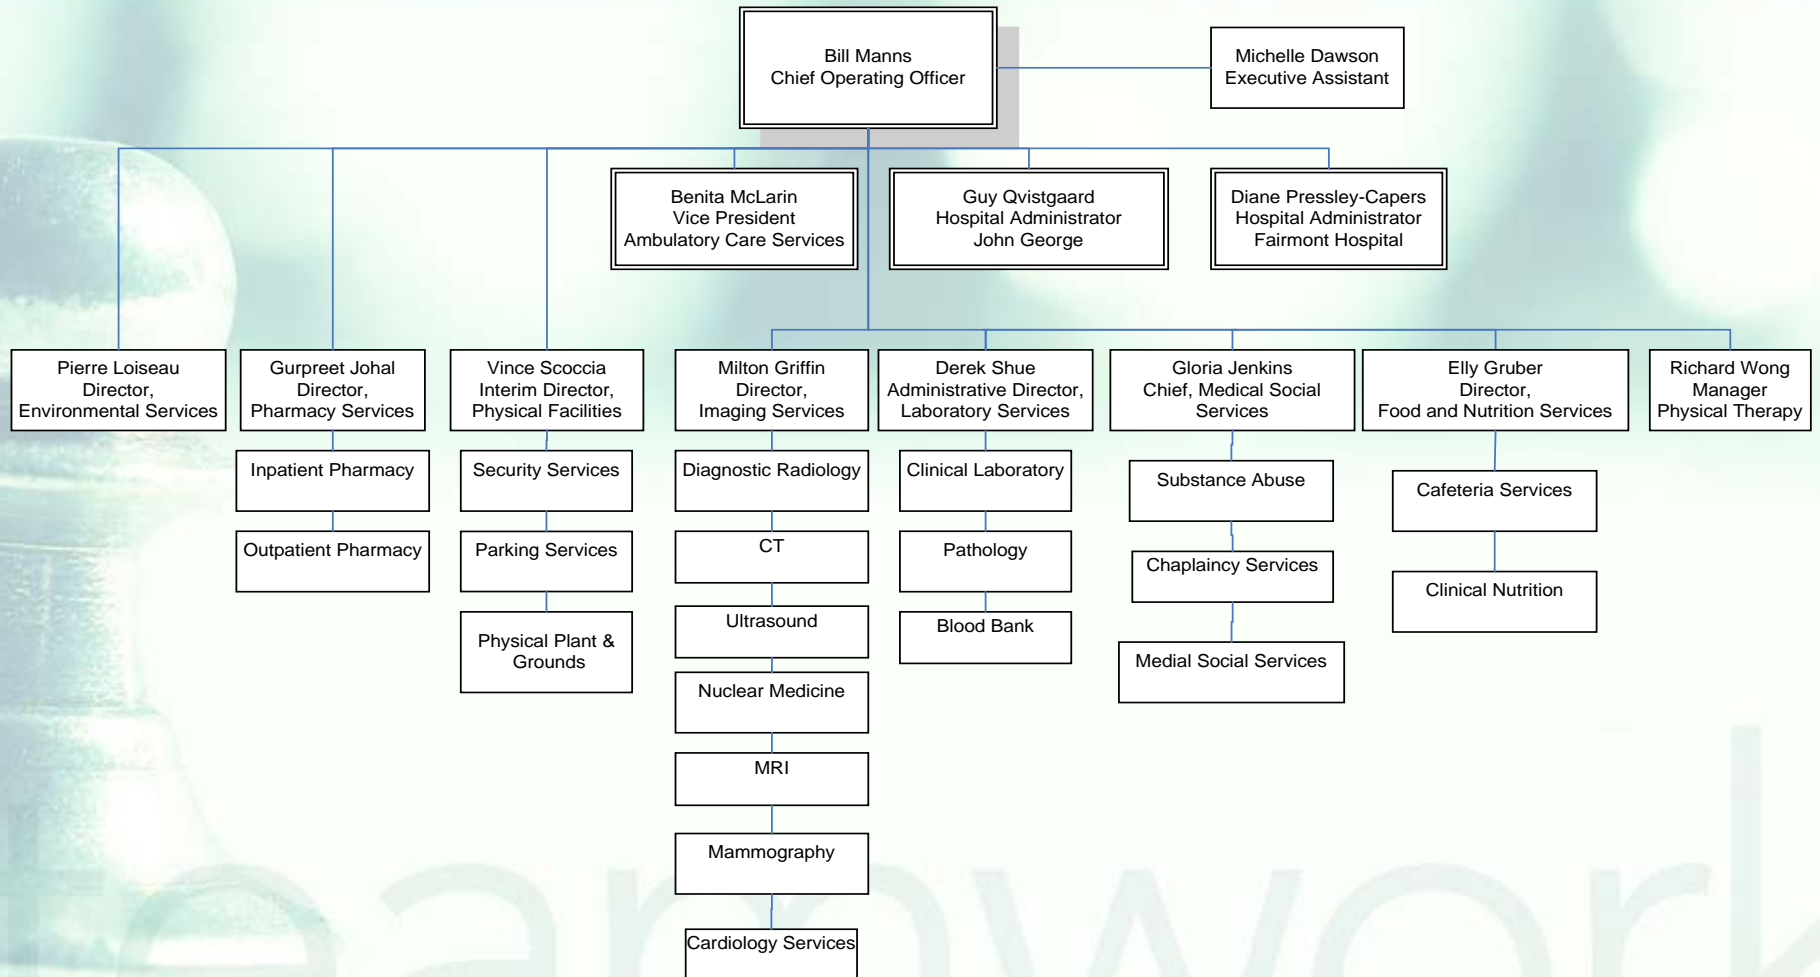 Bill Manns
Chief Operating Officer
Michelle Dawson
Executive Assistant
Benita McLarin
Vice President
Ambulatory Care Services
Guy Qvistgaard
Hospital Administrator
John George
Diane Pressley-Capers
Hospital Administrator
Fairmont Hospital
Pierre Loiseau
Director,
Environmental Services
Gurpreet Johal
Director,
Pharmacy Services
Vince Scoccia
Interim Director,
Physical Facilities
Milton Griffin
Director,
Imaging Services
Derek Shue
Administrative Director,
Laboratory Services
Gloria Jenkins
Chief, Medical Social
Services
Elly Gruber
Director,
Food and Nutrition Services
Richard Wong
Manager
Physical Therapy
Inpatient Pharmacy
Outpatient Pharmacy
Security Services
Parking Services
Physical Plant &
Grounds
Diagnostic Radiology
CT
Ultrasound
Nuclear Medicine
MRI
Mammography
Cardiology Services
Clinical Laboratory
Pathology
Blood Bank
Substance Abuse
Chaplaincy Services
Medial Social Services
Cafeteria Services
Clinical Nutrition
teamwork